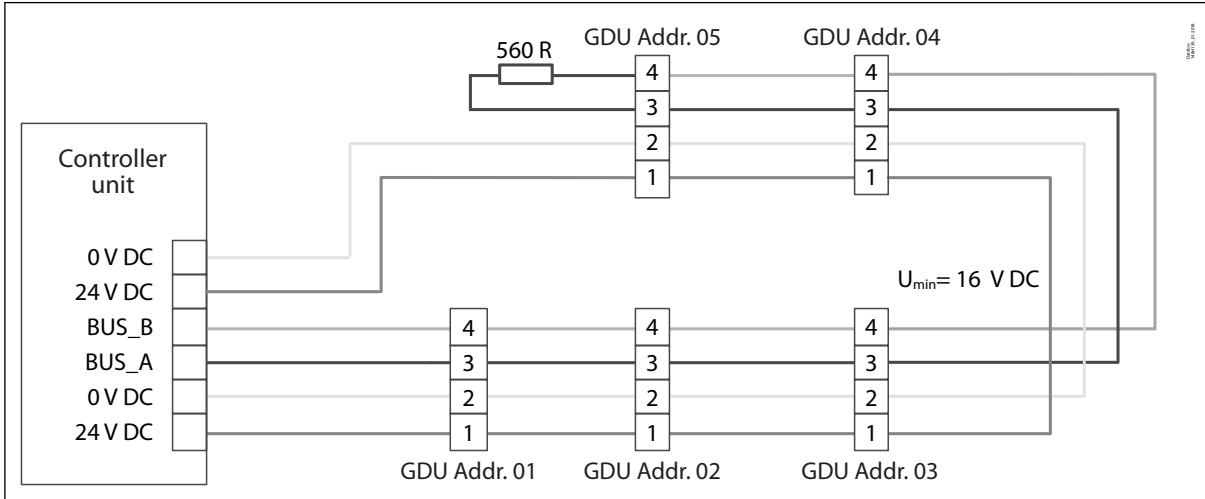 560 R
GDU Addr. 05
GDU Addr. 04
4
4
3
3
2
2
1
1
Controller
unit
0 V DC
24 V DC
BUS_B
BUS_A
0 V DC
24 V DC
Umin= 16 V DC
4
4
4
3
3
3
2
2
2
1
1
1
GDU Addr. 01
GDU Addr. 02
GDU Addr. 03
Danfoss